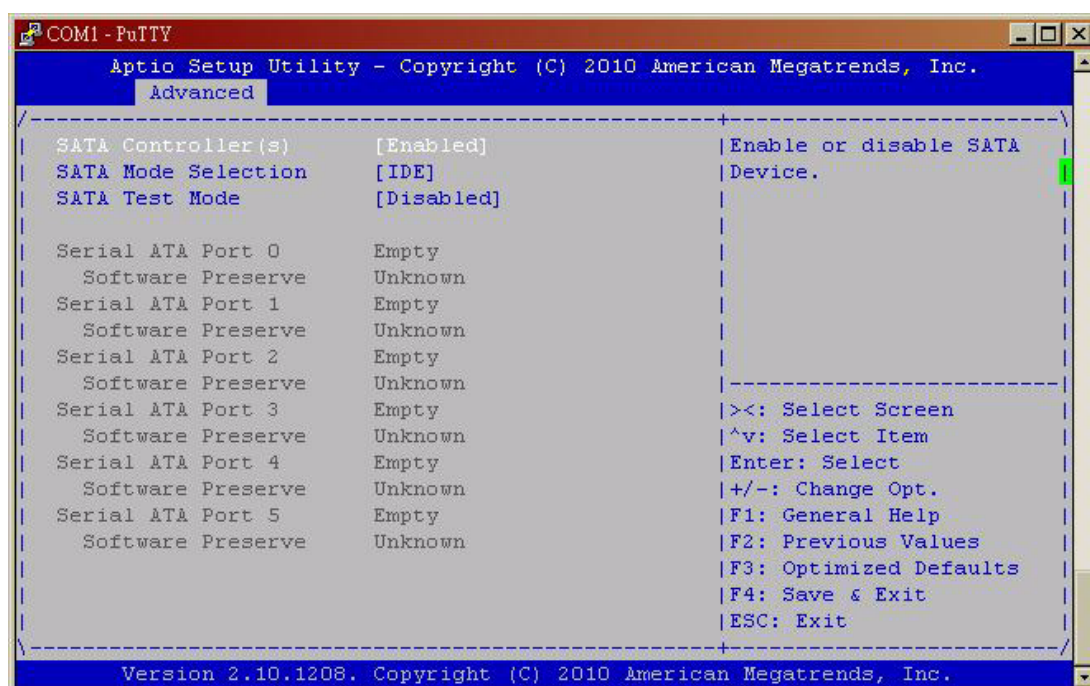 COM1 - PuTTY
Aptio Setup Utility - Copyright (C) 2010 American Megatrends, Inc.
Advanced
SATA Controller(s) [Enabled]
SATA Mode Selection [IDE]
SATA Test Mode [Disabled]
Serial ATA Port 0 Empty
Software Preserve Unknown
Serial ATA Port 1 Empty
Software Preserve Unknown
Serial ATA Port 2 Empty
Software Preserve Unknown
Serial ATA Port 3 Empty
Software Preserve Unknown
Serial ATA Port 4 Empty
Software Preserve Unknown
Serial ATA Port 5 Empty
Software Preserve Unknown
Enable or disable SATA
Device.
><: Select Screen
^v: Select Item
Enter: Select
+/-: Change Opt.
F1: General Help
F2: Previous Values
F3: Optimized Defaults
F4: Save & Exit
ESC: Exit
Version 2.10.1208. Copyright (C) 2010 American Megatrends, Inc.